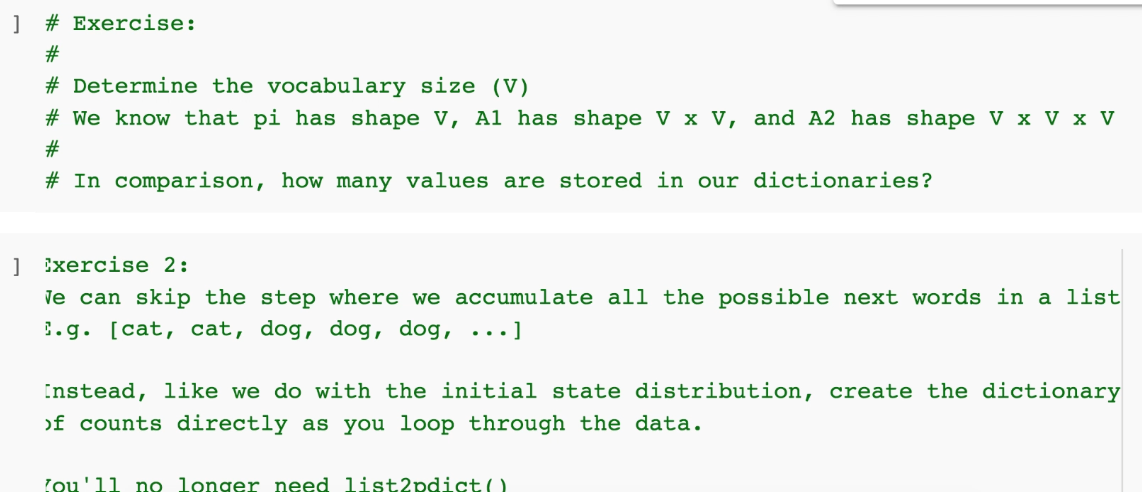 ] # Exercise:
#
# Determine the vocabulary size (V)
# We know that pi has shape V, A1 has shape V x V, and A2 has shape V x V x V
#
# In comparison, how many values are stored in our dictionaries?
] Exercise 2:
We can skip the step where we accumulate all the possible next words in a list
E.g. [cat, cat, dog, dog, dog, ...]
Instead, like we do with the initial state distribution, create the dictionary
of counts directly as you loop through the data.
You'll no longer need list2pdict()